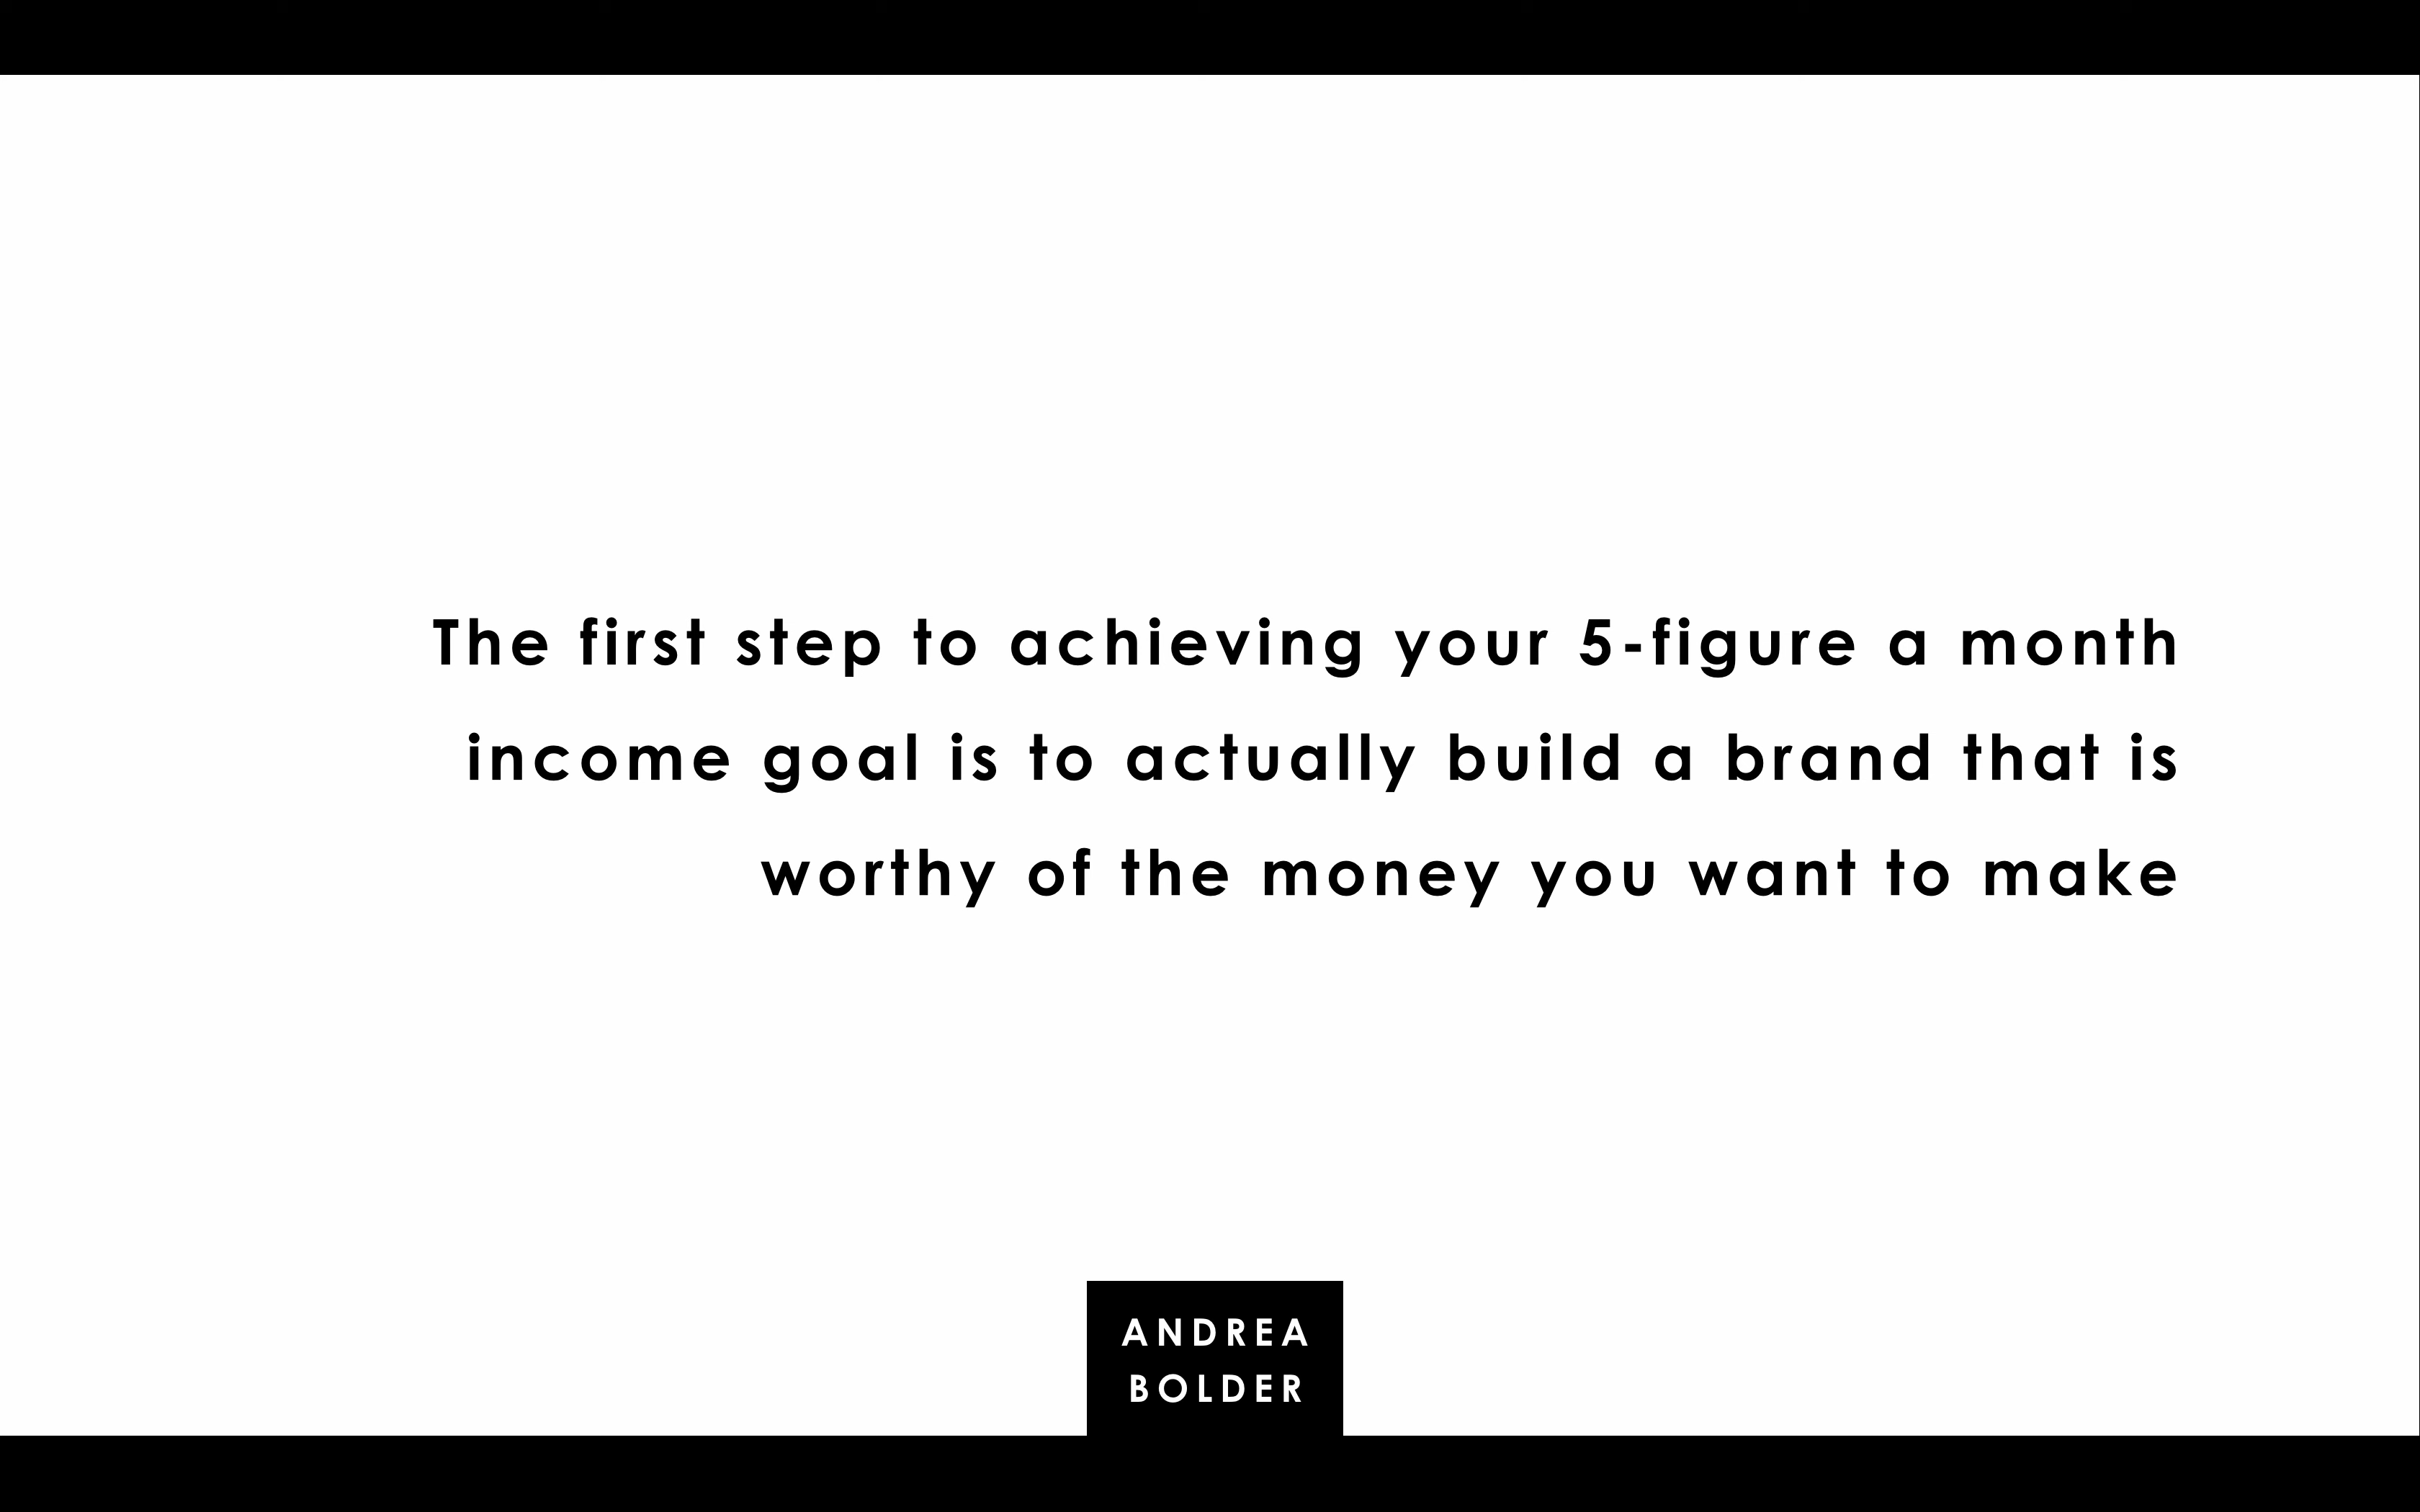 The first step to achieving your 5-figure a month
income goal is to actually build a brand that is
worthy of the money you want to make
ANDREA
BOLDER